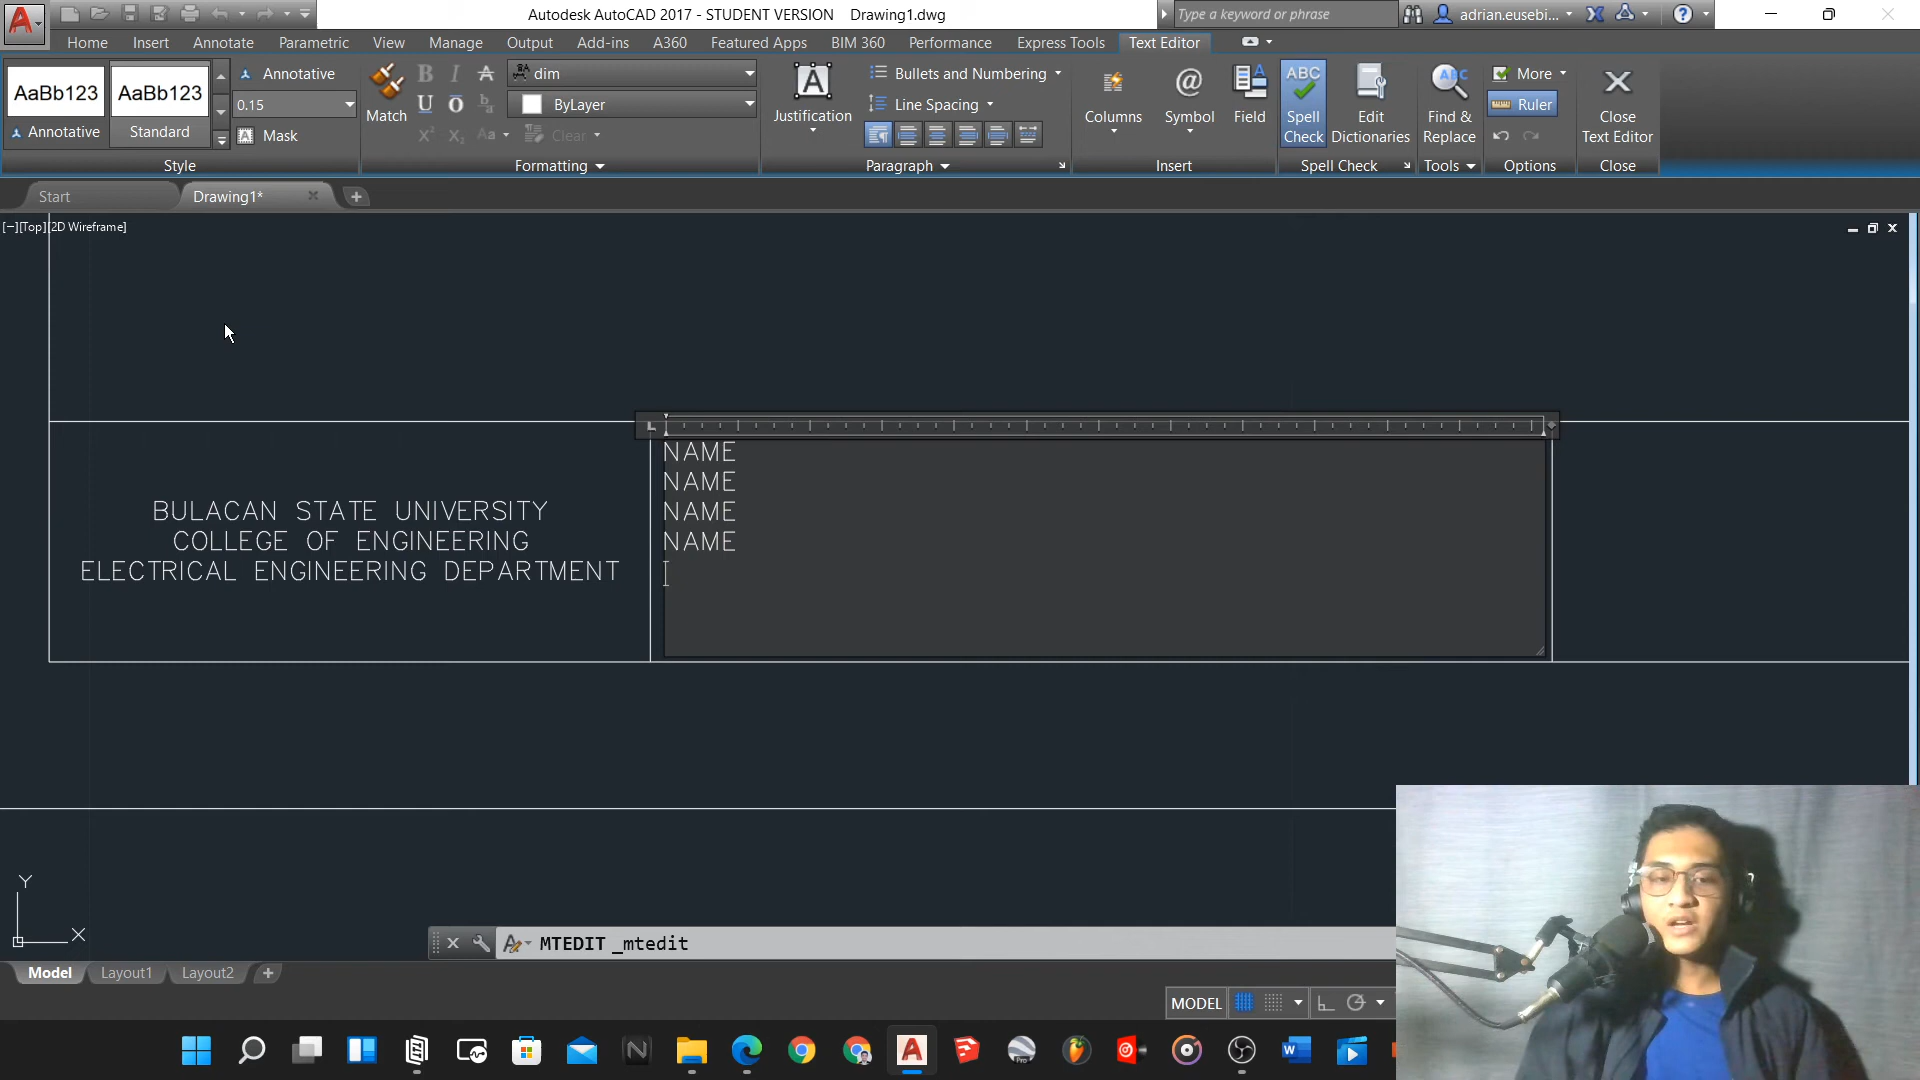 Autodesk AutoCAD 2017 - STUDENT VERSION Drawing1.dwg
Type a keyword or phrase
adrian.eusebi...
Home Insert Annotate Parametric View Manage Output Add-ins A360 Featured Apps BIM 360 Performance Express Tools Text Editor
AaBb123 AaBb123
Annotative Standard
Annotative
0.15
Mask
Style
Match
B I A
U O b/a
X² X₂ Aa Clear
dim
ByLayer
Formatting
A
Justification
Bullets and Numbering
Line Spacing
Paragraph
Columns
@
Symbol
Field
Insert
ABC
Spell Check
Edit Dictionaries
Spell Check
ABC
Find & Replace
Tools
More
Ruler
Options
Close Text Editor
Close
Start Drawing1*
[−][Top][2D Wireframe]
NAME
NAME
NAME
NAME
BULACAN STATE UNIVERSITY
COLLEGE OF ENGINEERING
ELECTRICAL ENGINEERING DEPARTMENT
Y
X
MTEDIT _mtedit
Model Layout1 Layout2
MODEL